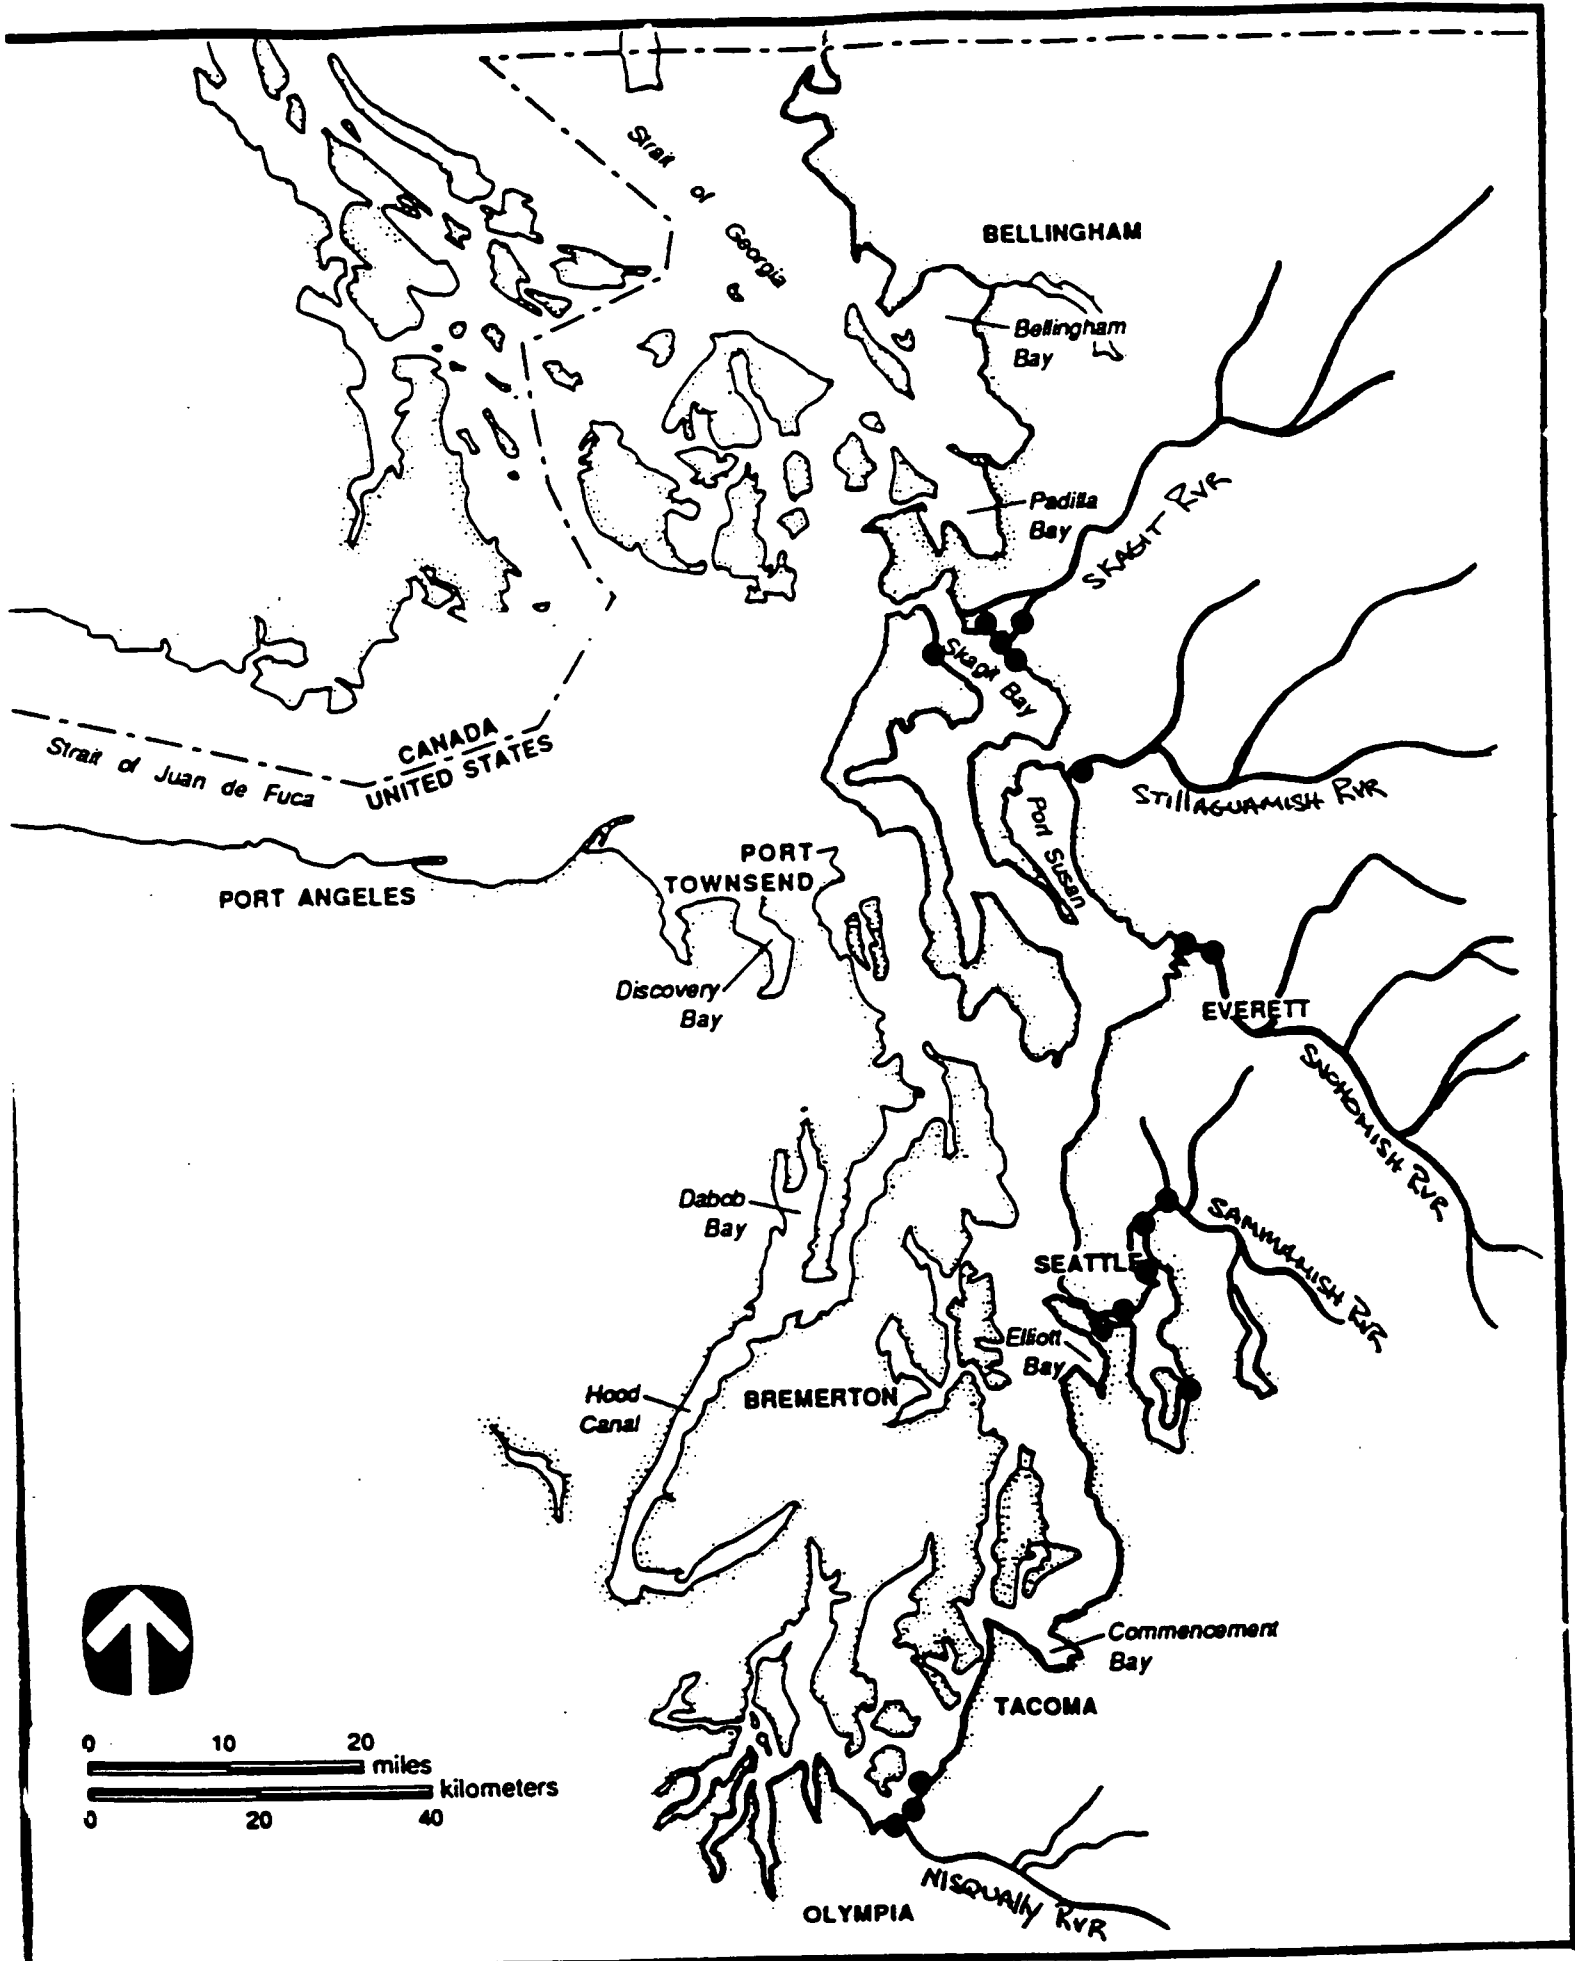 Strait of Georgia
BELLINGHAM
Bellingham
Bay
Padilla
Bay
SKAGIT RVR
Skagit Bay
CANADA
UNITED STATES
Strait of Juan de Fuca
STIllAGUAMISH RVR
Port Susan
PORT
TOWNSEND
PORT ANGELES
Discovery
Bay
EVERETT
SNOHOMISH RVR
Dabob
Bay
SAMMAMISH RVR
SEATTLE
Elliott
Bay
Hood
Canal
BREMERTON
Commencement
Bay
TACOMA
0 10 20
miles
kilometers
0 20 40
NISQUAlly RVR
OLYMPIA